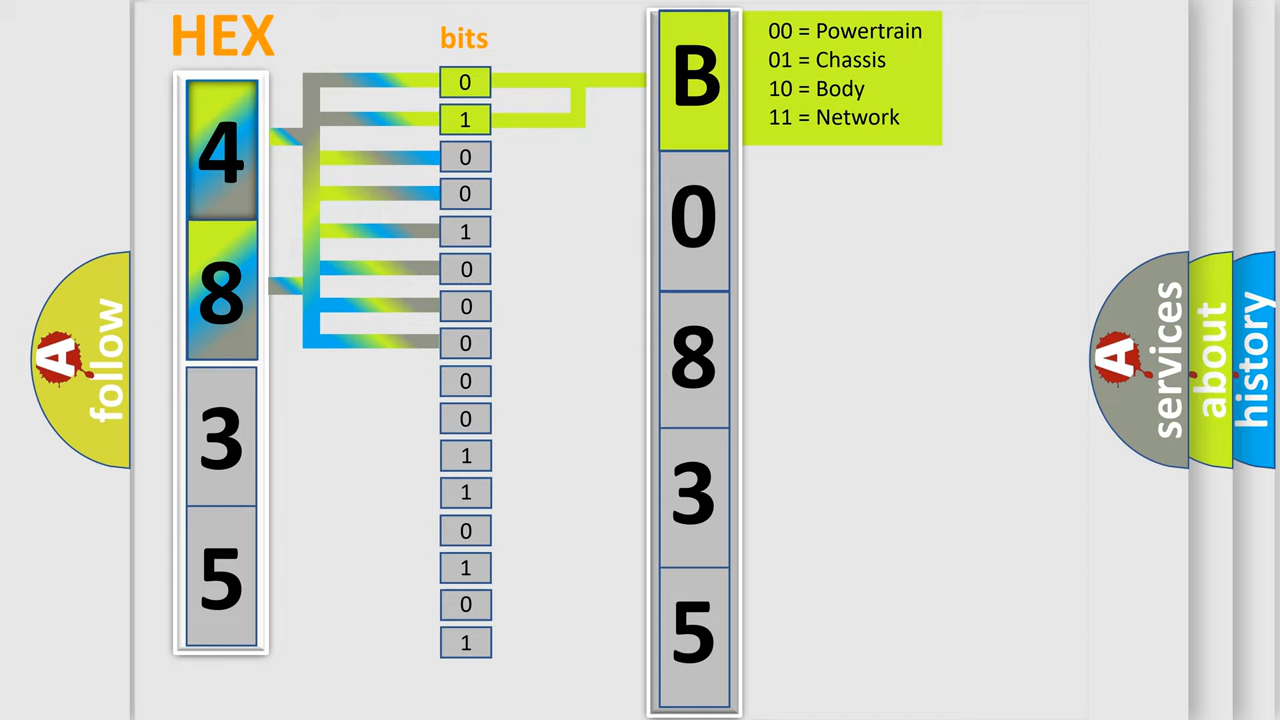 HEX
bits
4
8
3
5
0
1
0
0
1
0
0
0
0
0
1
1
0
1
0
1
B
0
8
3
5
00 = Powertrain
01 = Chassis
10 = Body
11 = Network
A
follow
A
services
about
history